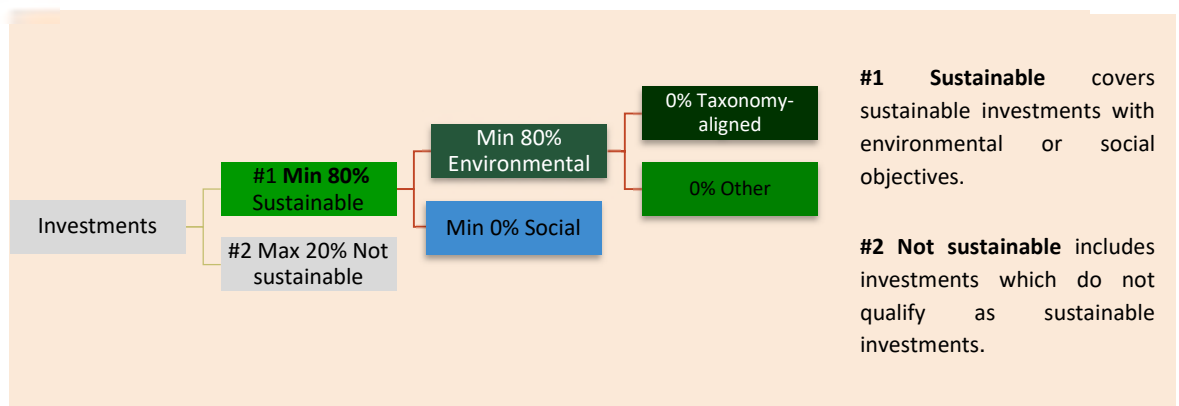 Investments
#1 Min 80%
Sustainable
#2 Max 20% Not
sustainable
Min 80%
Environmental
Min 0% Social
0% Taxonomy-
aligned
0% Other
#1 Sustainable covers
sustainable investments with
environmental or social
objectives.
#2 Not sustainable includes
investments which do not
qualify as sustainable
investments.